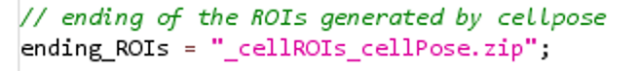 // ending of the ROIs generated by cellpose
ending_ROIs = "_cellROIs_cellPose.zip";